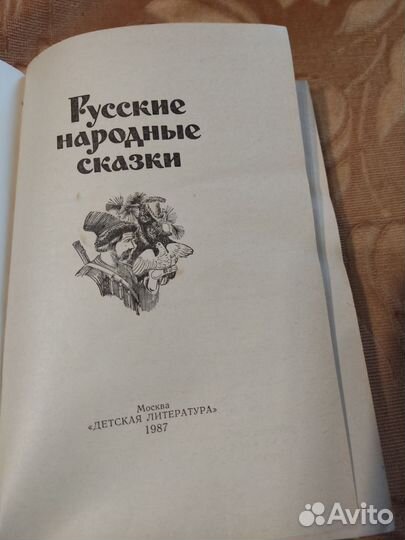 Русские
народные
сказки
Москва
«ДЕТСКАЯ ЛИТЕРАТУРА»
1987
Avito